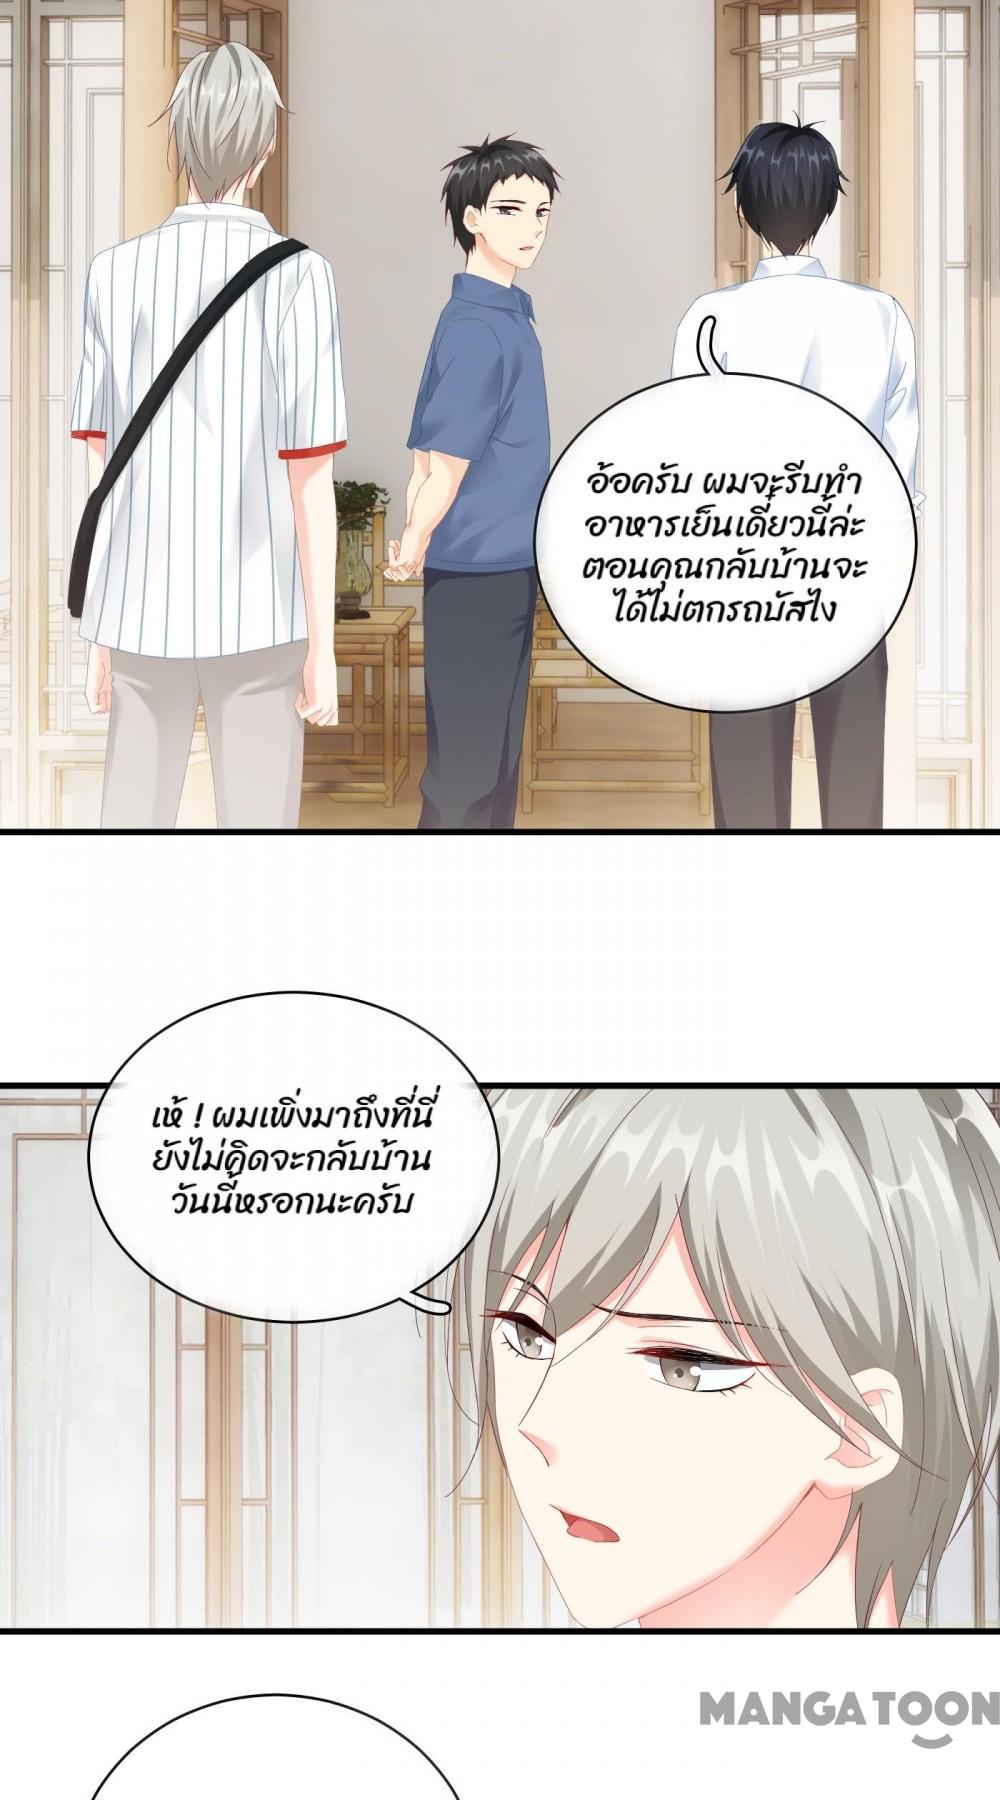 อ้อครับ ผมจะรีบทำ
อาหารเย็นเดี๋ยวนี้ล่ะ
ตอนคุณกลับบ้านจะ
ได้ไม่ตกรถบัสไง
เห้ ! ผมเพิ่งมาถึงที่นี่
ยังไม่คิดจะกลับบ้าน
วันนี้หรอกนะครับ
MANGATOON